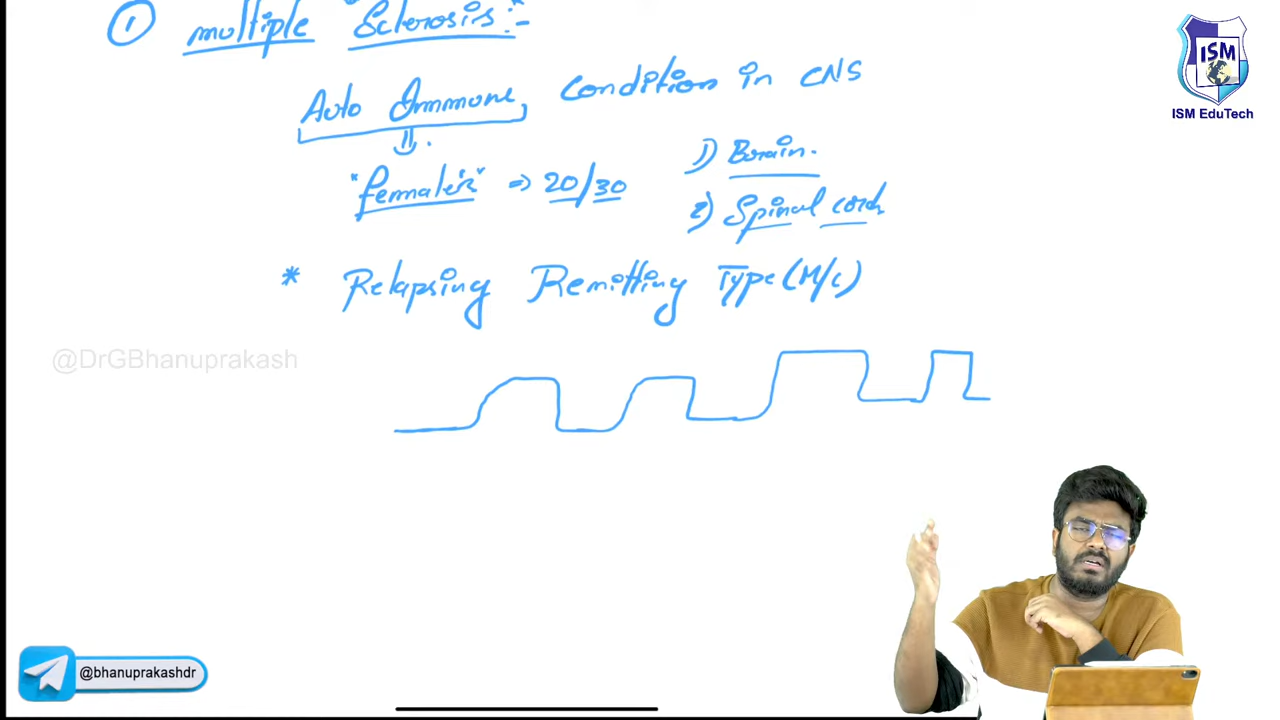 ① multiple "Sclerosis":-
Auto Immune, Condition in CNS
"females" => 20/30
1) Brain.
2) Spinal cord
* Relapsing Remitting Type (M/C)
@DrGBhanuprakash
@bhanuprakashdr
ISM
ISM EduTech